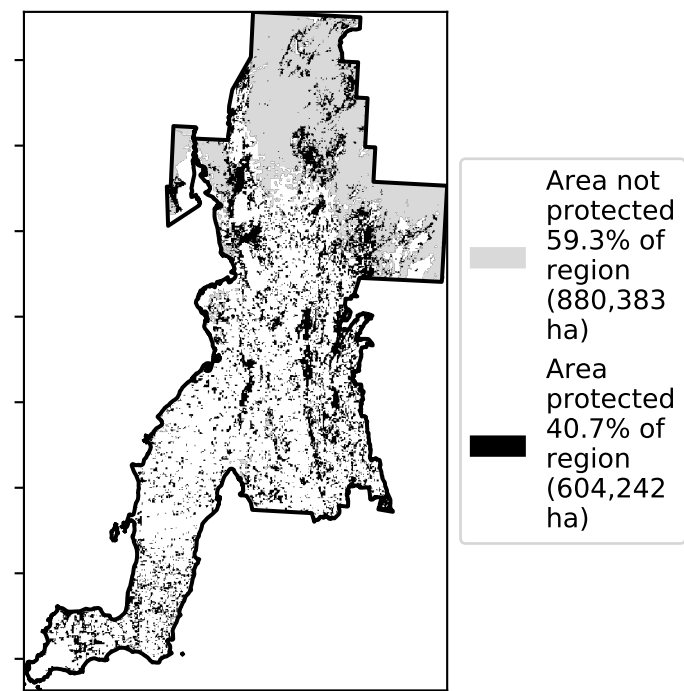 Area not
protected
59.3% of
region
(880,383
ha)
Area
protected
40.7% of
region
(604,242
ha)